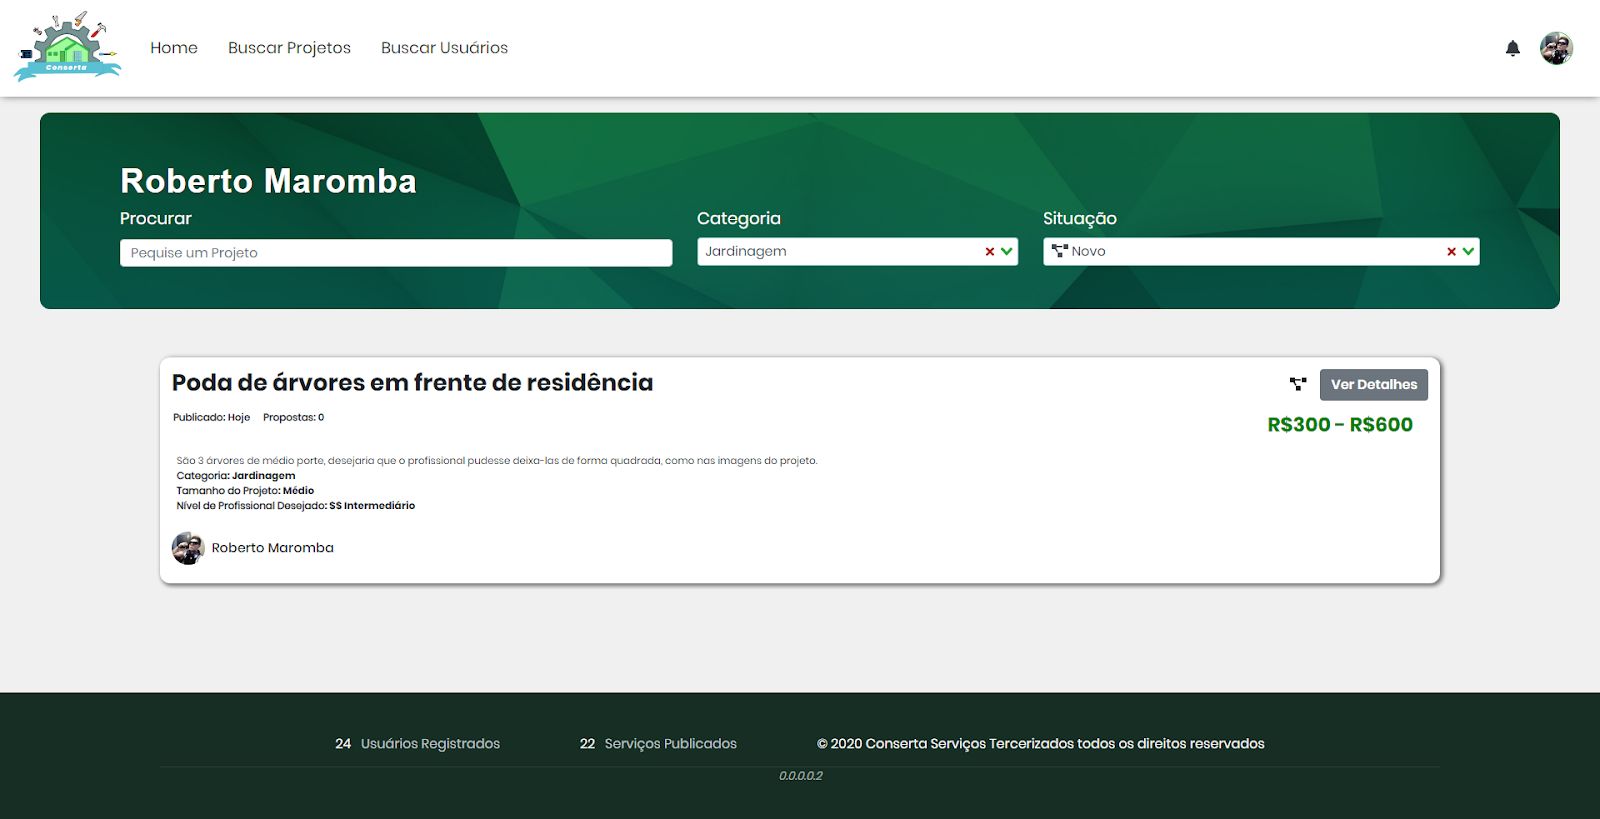 Conserta
Home Buscar Projetos Buscar Usuários
Roberto Maromba
Procurar Categoria Situação
Pequise um Projeto Jardinagem Novo
Poda de árvores em frente de residência Ver Detalhes
Publicado: Hoje Propostas: 0 R$300 - R$600
São 3 árvores de médio porte, desejaria que o profissional pudesse deixa-las de forma quadrada, como nas imagens do projeto.
Categoria: Jardinagem
Tamanho do Projeto: Médio
Nível de Profissional Desejado: $$ Intermediário
Roberto Maromba
24 Usuários Registrados 22 Serviços Publicados © 2020 Conserta Serviços Tercerizados todos os direitos reservados
0.0.0.0.2